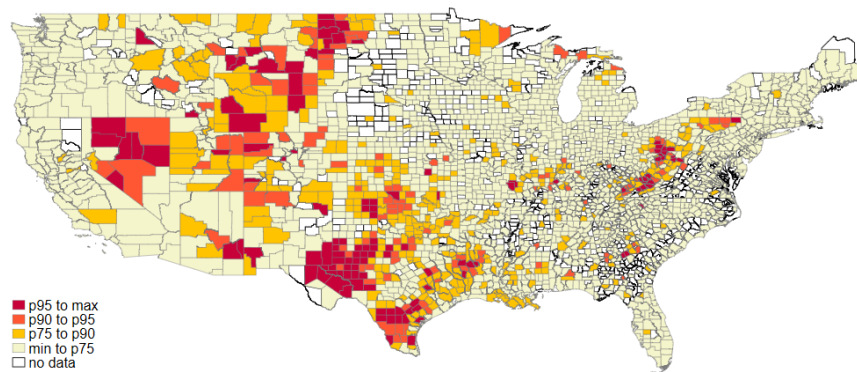 p95 to max
p90 to p95
p75 to p90
min to p75
no data